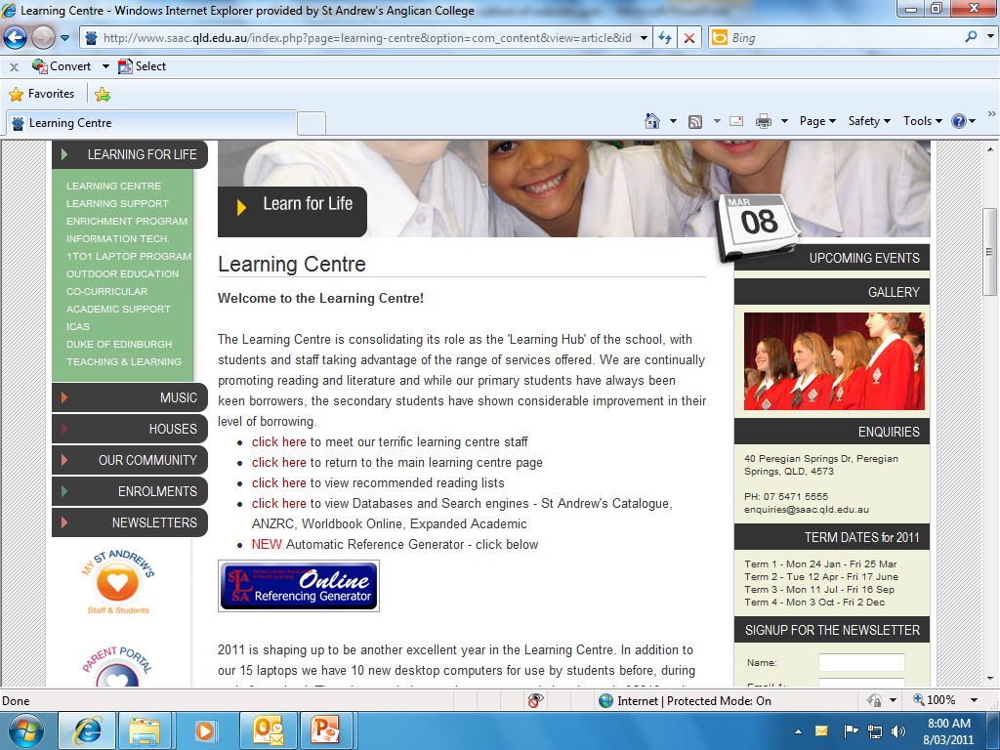 Learning Centre - Windows Internet Explorer provided by St Andrew's Anglican College
http://www.saac.qld.edu.au/index.php?page=learning-centre&option=com_content&view=article&id
Bing
x Convert Select
Favorites
Learning Centre
Page Safety Tools
LEARNING FOR LIFE
LEARNING CENTRE
LEARNING SUPPORT
ENRICHMENT PROGRAM
INFORMATION TECH.
1TO1 LAPTOP PROGRAM
OUTDOOR EDUCATION
CO-CURRICULAR
ACADEMIC SUPPORT
ICAS
DUKE OF EDINBURGH
TEACHING & LEARNING
MUSIC
HOUSES
OUR COMMUNITY
ENROLMENTS
NEWSLETTERS
MY ST ANDREW'S
Staff & Students
PARENT PORTAL
Learn for Life
Learning Centre
Welcome to the Learning Centre!
The Learning Centre is consolidating its role as the 'Learning Hub' of the school, with
students and staff taking advantage of the range of services offered. We are continually
promoting reading and literature and while our primary students have always been
keen borrowers, the secondary students have shown considerable improvement in their
level of borrowing.
• click here to meet our terrific learning centre staff
• click here to return to the main learning centre page
• click here to view recommended reading lists
• click here to view Databases and Search engines - St Andrew's Catalogue,
ANZRC, Worldbook Online, Expanded Academic
• NEW Automatic Reference Generator - click below
SLASA
School Library Association
of South Australia
Online
Referencing Generator
2011 is shaping up to be another excellent year in the Learning Centre. In addition to
our 15 laptops we have 10 new desktop computers for use by students before, during
MAR
08
UPCOMING EVENTS
GALLERY
ENQUIRIES
40 Peregian Springs Dr, Peregian
Springs, QLD, 4573
PH: 07 5471 5555
enquiries@saac.qld.edu.au
TERM DATES for 2011
Term 1 - Mon 24 Jan - Fri 25 Mar
Term 2 - Tue 12 Apr - Fri 17 June
Term 3 - Mon 11 Jul - Fri 16 Sep
Term 4 - Mon 3 Oct - Fri 2 Dec
SIGNUP FOR THE NEWSLETTER
Name:
Done
Internet | Protected Mode: On
100%
8:00 AM
8/03/2011